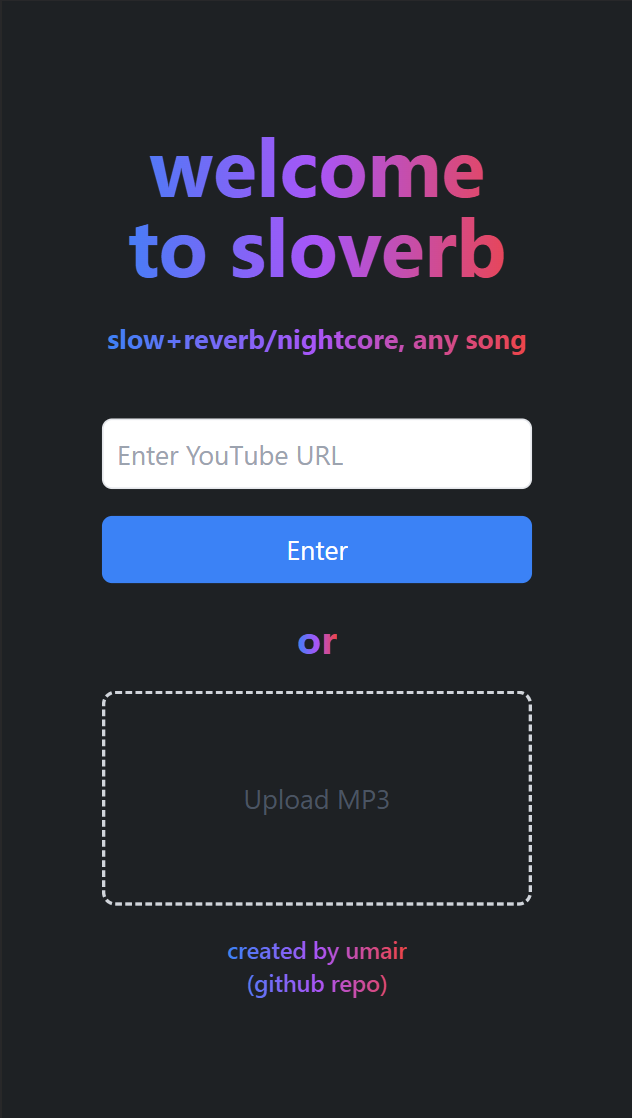 welcome
to sloverb
slow+reverb/nightcore, any song
Enter YouTube URL
Enter
or
Upload MP3
created by umair
(github repo)